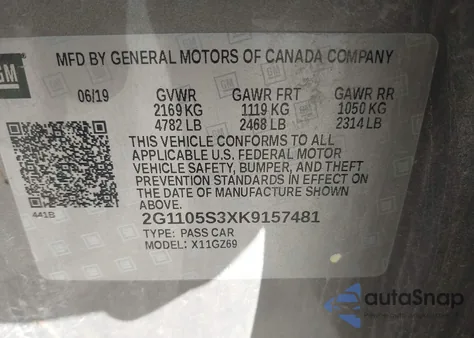 GM
MFD BY GENERAL MOTORS OF CANADA COMPANY
06/19 GVWR GAWR FRT GAWR RR
2169 KG 1119 KG 1050 KG
4782 LB 2468 LB 2314 LB
THIS VEHICLE CONFORMS TO ALL
APPLICABLE U.S. FEDERAL MOTOR
VEHICLE SAFETY, BUMPER, AND THEFT
PREVENTION STANDARDS IN EFFECT ON
THE DATE OF MANUFACTURE SHOWN
ABOVE.
441B 2G1105S3XK9157481
TYPE: PASS CAR
MODEL: X11GZ69
autoSnap